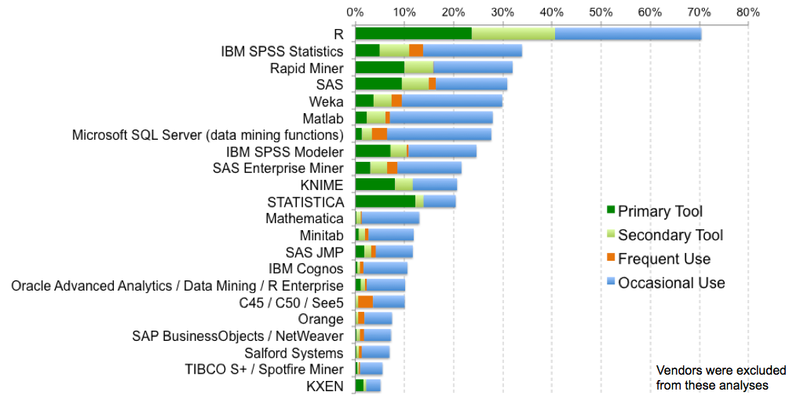 0% 10% 20% 30% 40% 50% 60% 70% 80%
R
IBM SPSS Statistics
Rapid Miner
SAS
Weka
Matlab
Microsoft SQL Server (data mining functions)
IBM SPSS Modeler
SAS Enterprise Miner
KNIME
STATISTICA
Mathematica
Minitab
SAS JMP
IBM Cognos
Oracle Advanced Analytics / Data Mining / R Enterprise
C45 / C50 / See5
Orange
SAP BusinessObjects / NetWeaver
Salford Systems
TIBCO S+ / Spotfire Miner
KXEN
Primary Tool
Secondary Tool
Frequent Use
Occasional Use
Vendors were excluded
from these analyses